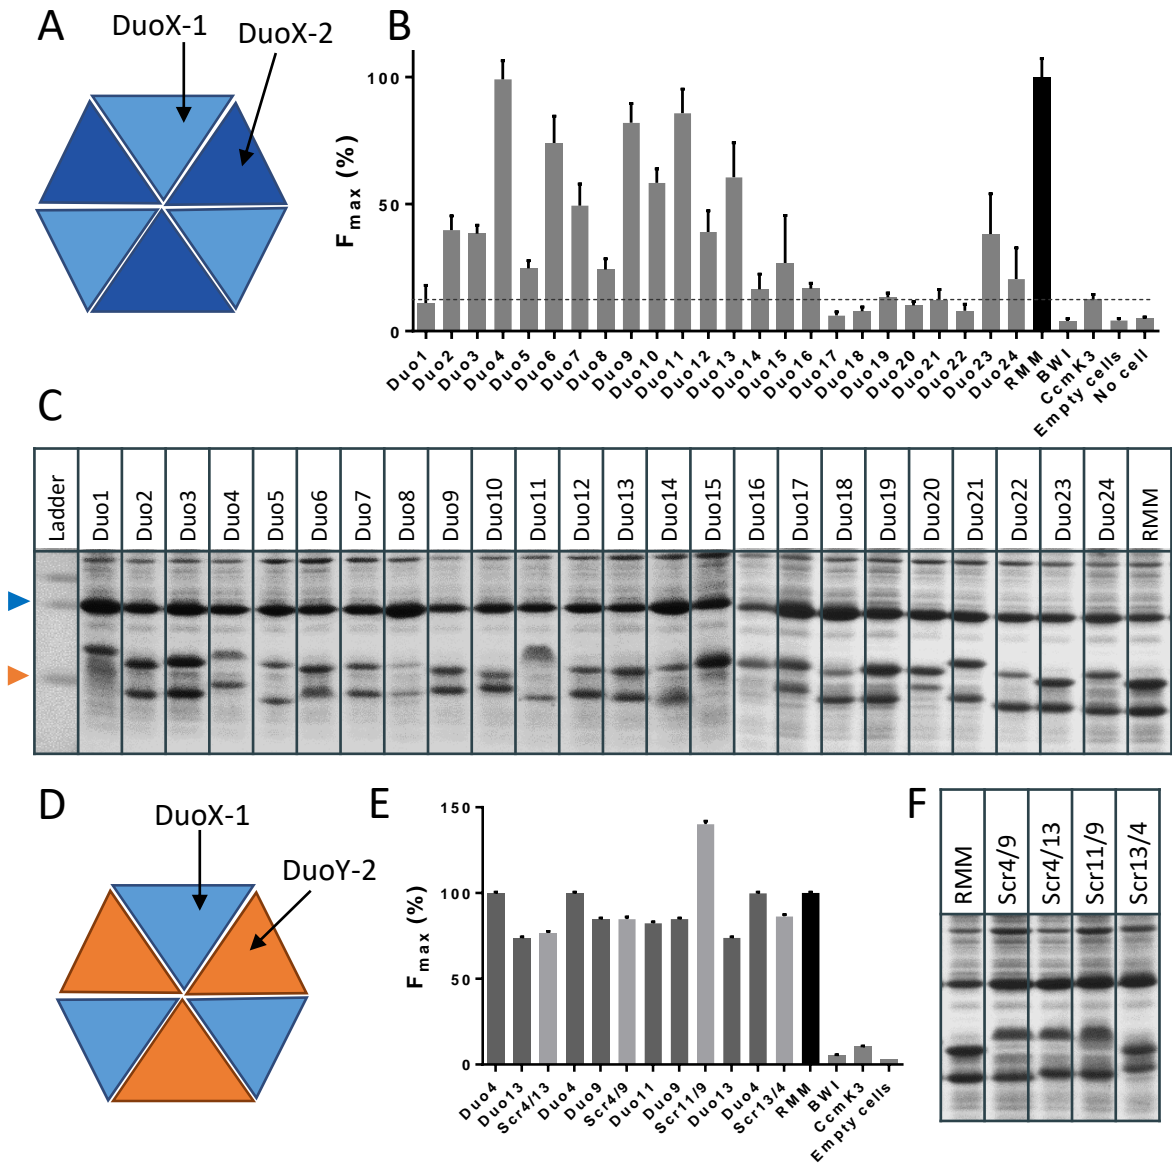 A
DuoX-1
DuoX-2
B
F max (%)
100
50
0
Duo1
Duo2
Duo3
Duo4
Duo5
Duo6
Duo7
Duo8
Duo9
Duo10
Duo11
Duo12
Duo13
Duo14
Duo15
Duo16
Duo17
Duo18
Duo19
Duo20
Duo21
Duo22
Duo23
Duo24
RMM
BWI
CcmK3
Empty cells
No cell
C
Ladder
Duo1
Duo2
Duo3
Duo4
Duo5
Duo6
Duo7
Duo8
Duo9
Duo10
Duo11
Duo12
Duo13
Duo14
Duo15
Duo16
Duo17
Duo18
Duo19
Duo20
Duo21
Duo22
Duo23
Duo24
RMM
D
DuoX-1
DuoY-2
E
F max (%)
150
100
50
0
Duo4
Duo13
Scr4/13
Duo4
Duo9
Scr4/9
Duo11
Duo9
Scr11/9
Duo13
Duo4
Scr13/4
RMM
BWI
CcmK3
Empty cells
F
RMM
Scr4/9
Scr4/13
Scr11/9
Scr13/4